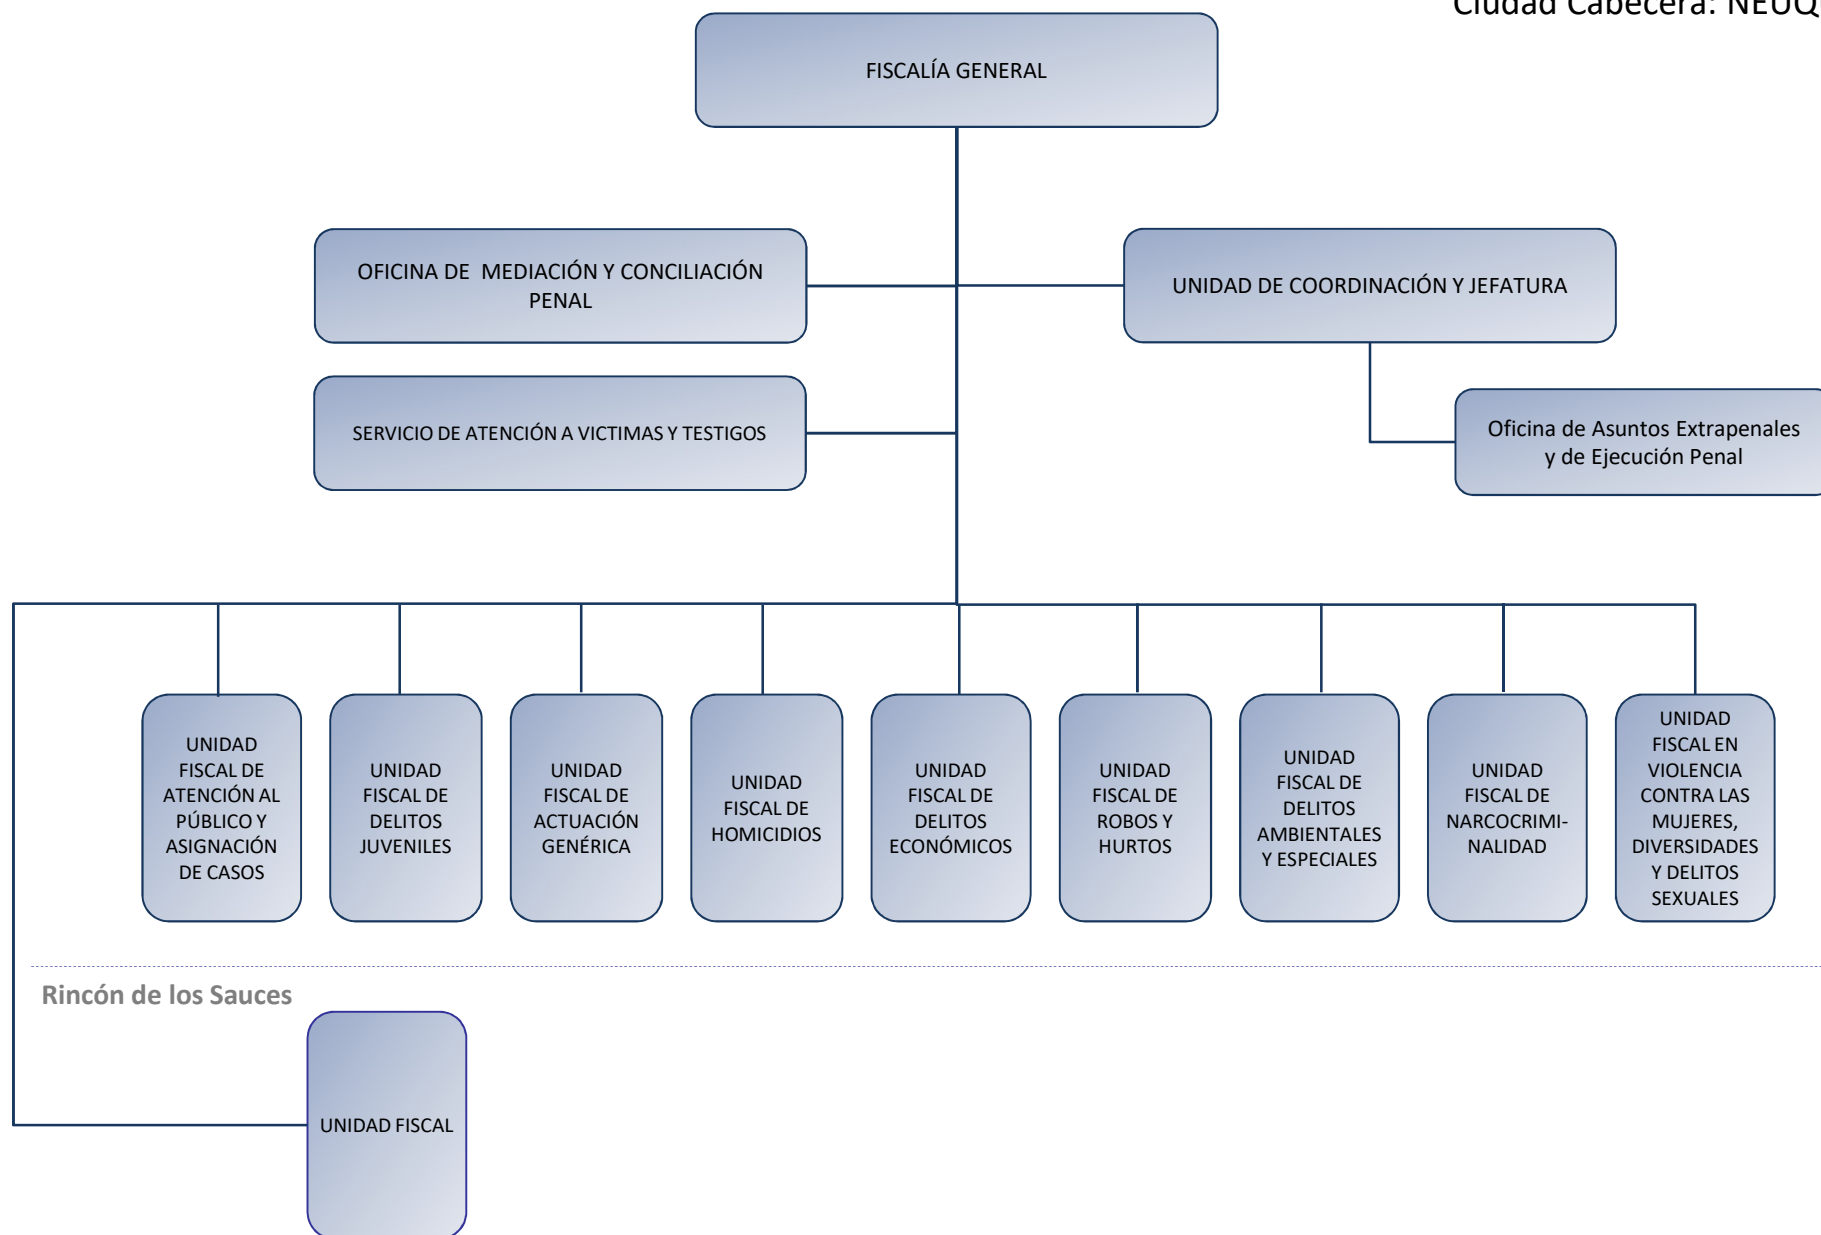 Ciudad Cabecera: NEUQU
FISCALÍA GENERAL
OFICINA DE MEDIACIÓN Y CONCILIACIÓN
PENAL
UNIDAD DE COORDINACIÓN Y JEFATURA
SERVICIO DE ATENCIÓN A VICTIMAS Y TESTIGOS
Oficina de Asuntos Extrapenales
y de Ejecución Penal
UNIDAD
FISCAL DE
ATENCIÓN AL
PÚBLICO Y
ASIGNACIÓN
DE CASOS
UNIDAD
FISCAL DE
DELITOS
JUVENILES
UNIDAD
FISCAL DE
ACTUACIÓN
GENÉRICA
UNIDAD
FISCAL DE
HOMICIDIOS
UNIDAD
FISCAL DE
DELITOS
ECONÓMICOS
UNIDAD
FISCAL DE
ROBOS Y
HURTOS
UNIDAD
FISCAL DE
DELITOS
AMBIENTALES
Y ESPECIALES
UNIDAD
FISCAL DE
NARCOCRIMI-
NALIDAD
UNIDAD
FISCAL EN
VIOLENCIA
CONTRA LAS
MUJERES,
DIVERSIDADES
Y DELITOS
SEXUALES
Rincón de los Sauces
UNIDAD FISCAL